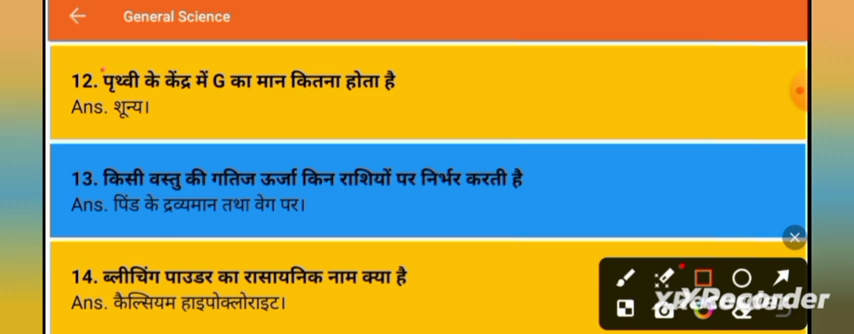 General Science
12. पृथ्वी के केंद्र में G का मान कितना होता है
Ans. शून्य।
13. किसी वस्तु की गतिज ऊर्जा किन राशियों पर निर्भर करती है
Ans. पिंड के द्रव्यमान तथा वेग पर।
14. ब्लीचिंग पाउडर का रासायनिक नाम क्या है
Ans. कैल्सियम हाइपोक्लोराइट।
XRecorder